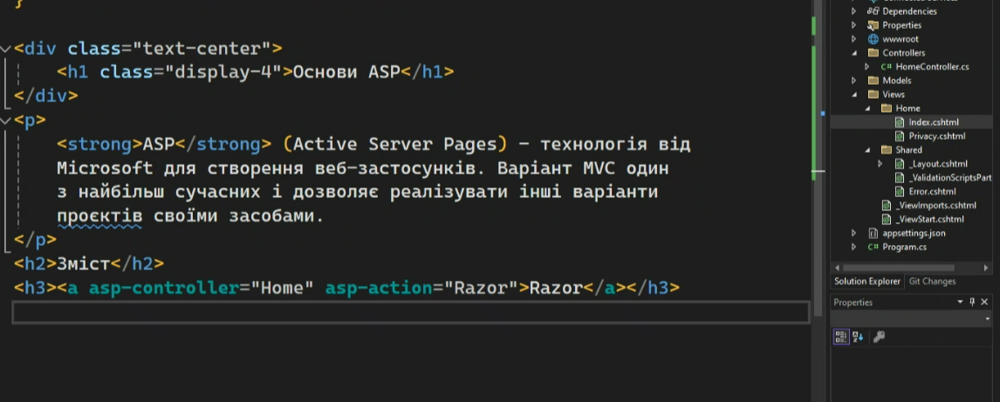 }
<div class="text-center">
<h1 class="display-4">Основи ASP</h1>
</div>
<p>
<strong>ASP</strong> (Active Server Pages) - технологія від
Microsoft для створення веб-застосунків. Варіант MVC один
з найбільш сучасних і дозволяє реалізувати інші варіанти
проєктів своїми засобами.
</p>
<h2>Зміст</h2>
<h3><a asp-controller="Home" asp-action="Razor">Razor</a></h3>
Dependencies
Properties
wwwroot
Controllers
C# HomeController.cs
Models
Views
Home
Index.cshtml
Privacy.cshtml
Shared
_Layout.cshtml
_ValidationScriptsPart
Error.cshtml
_ViewImports.cshtml
_ViewStart.cshtml
appsettings.json
C# Program.cs
Solution Explorer Git Changes
Properties